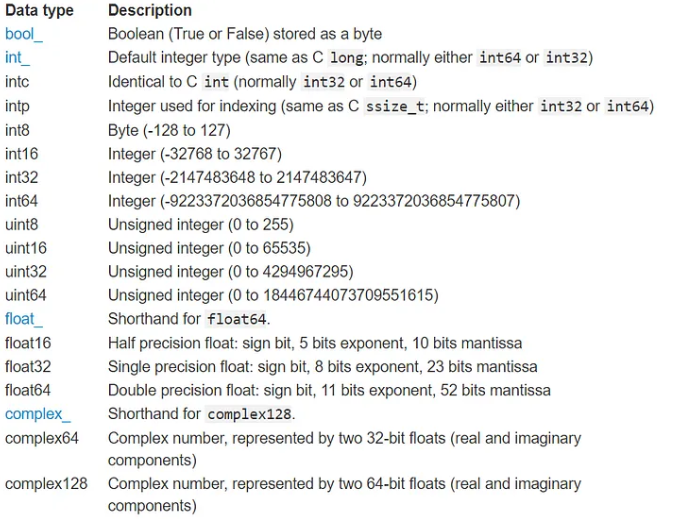 Data type Description
bool_ Boolean (True or False) stored as a byte
int_ Default integer type (same as C long; normally either int64 or int32)
intc Identical to C int (normally int32 or int64)
intp Integer used for indexing (same as C ssize_t; normally either int32 or int64)
int8 Byte (-128 to 127)
int16 Integer (-32768 to 32767)
int32 Integer (-2147483648 to 2147483647)
int64 Integer (-9223372036854775808 to 9223372036854775807)
uint8 Unsigned integer (0 to 255)
uint16 Unsigned integer (0 to 65535)
uint32 Unsigned integer (0 to 4294967295)
uint64 Unsigned integer (0 to 18446744073709551615)
float_ Shorthand for float64.
float16 Half precision float: sign bit, 5 bits exponent, 10 bits mantissa
float32 Single precision float: sign bit, 8 bits exponent, 23 bits mantissa
float64 Double precision float: sign bit, 11 bits exponent, 52 bits mantissa
complex_ Shorthand for complex128.
complex64 Complex number, represented by two 32-bit floats (real and imaginary
components)
complex128 Complex number, represented by two 64-bit floats (real and imaginary
components)